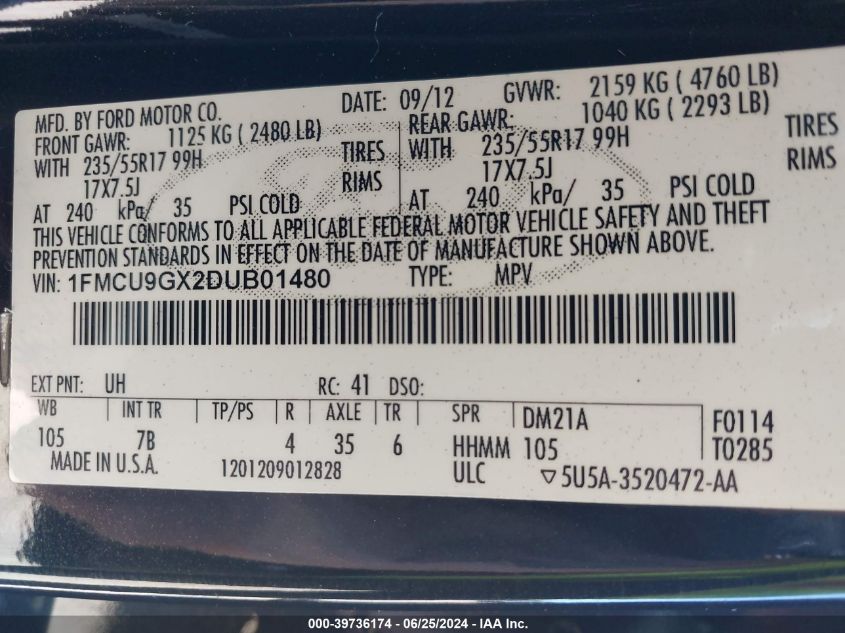 MFD. BY FORD MOTOR CO. DATE: 09/12 GVWR: 2159 KG ( 4760 LB)
FRONT GAWR: 1125 KG ( 2480 LB) REAR GAWR: 1040 KG ( 2293 LB)
WITH 235/55R17 99H TIRES WITH 235/55R17 99H TIRES
17X7.5J RIMS 17X7.5J RIMS
AT 240 kPa/ 35 PSI COLD AT 240 kPa/ 35 PSI COLD
THIS VEHICLE CONFORMS TO ALL APPLICABLE FEDERAL MOTOR VEHICLE SAFETY AND THEFT
PREVENTION STANDARDS IN EFFECT ON THE DATE OF MANUFACTURE SHOWN ABOVE.
VIN: 1FMCU9GX2DUB01480 TYPE: MPV
EXT PNT: UH RC: 41 DSO:
WB INT TR TP/PS R AXLE TR SPR DM21A F0114
105 7B 4 35 6 HHMM 105 T0285
MADE IN U.S.A. 1201209012828 ULC ▽5U5A-3520472-AA
000-39736174 / 06/25/2024 - IAA Inc.